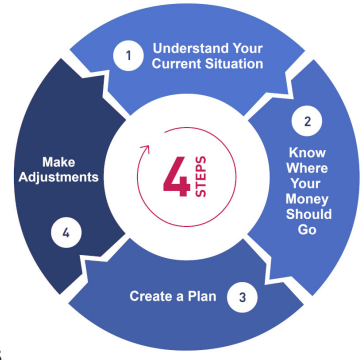 1
Understand Your
Current Situation
2
Know
Where
Your
Money
Should
Go
3
Create a Plan
4
Make
Adjustments
4
STEPS